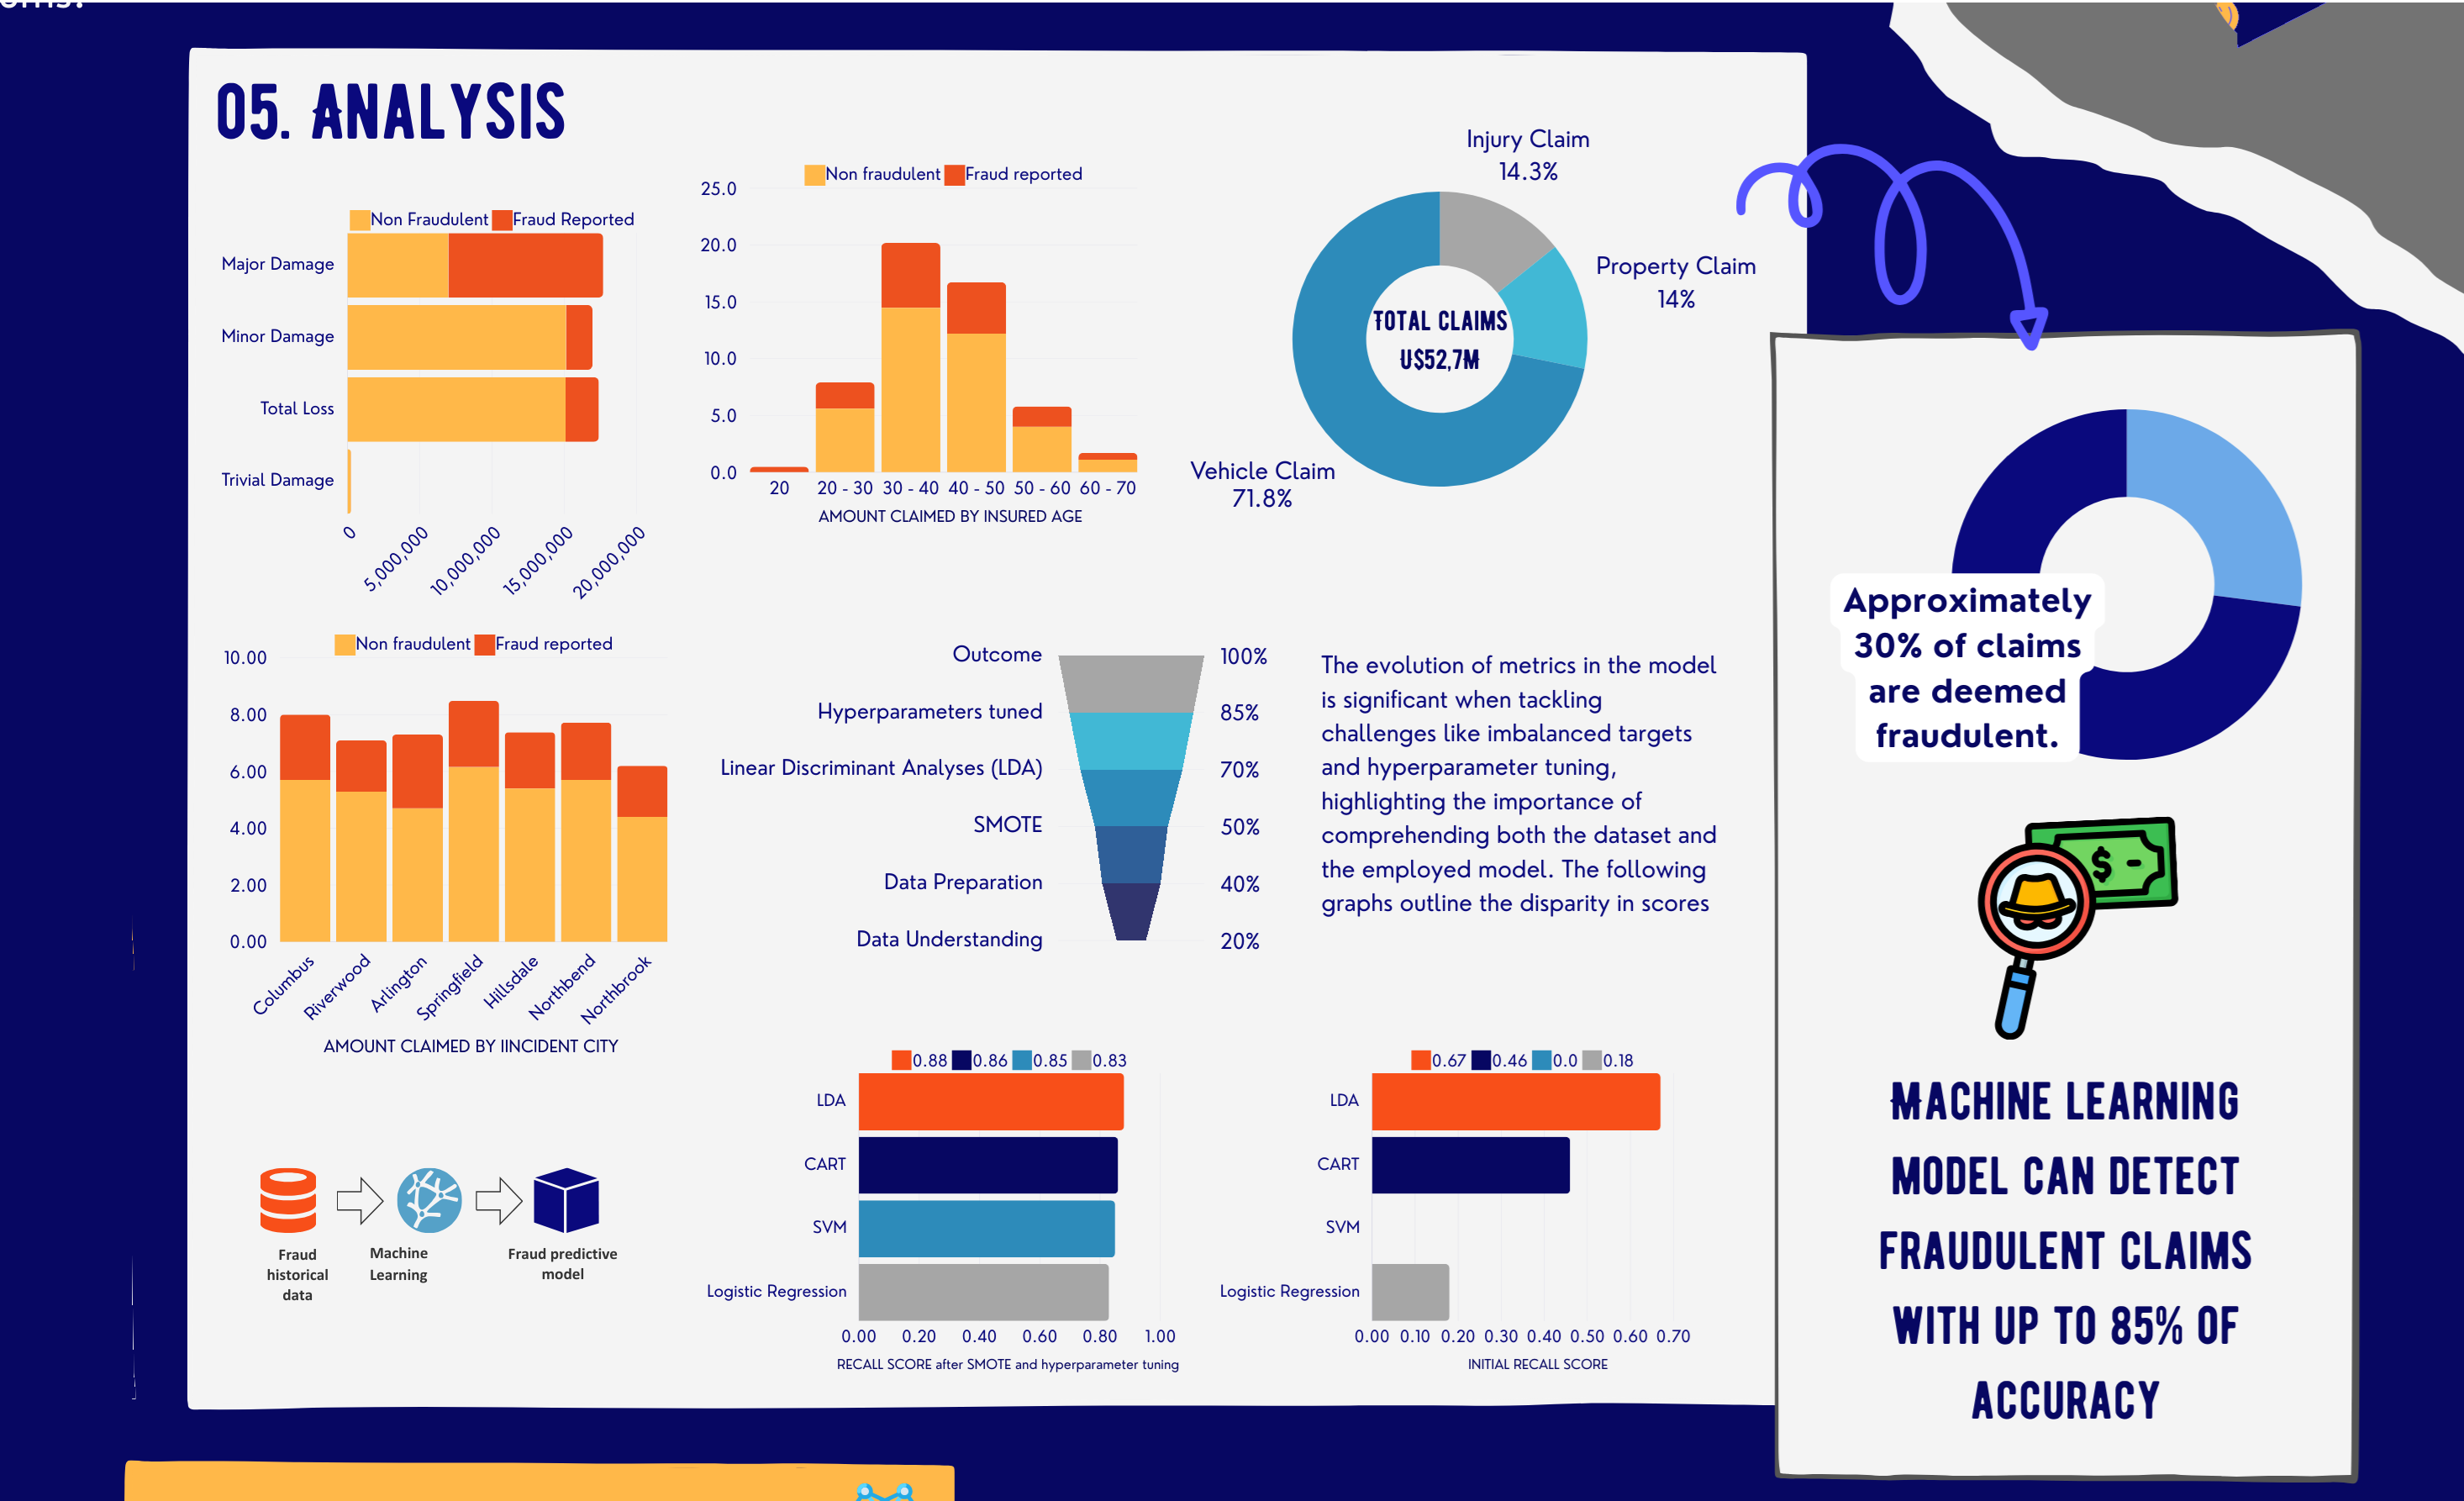 05. ANALYSIS
Non Fraudulent Fraud Reported
Major Damage
Minor Damage
Total Loss
Trivial Damage
0
5,000,000
10,000,000
15,000,000
20,000,000
Non fraudulent Fraud reported
25.0
20.0
15.0
10.0
5.0
0.0
20 20 - 30 30 - 40 40 - 50 50 - 60 60 - 70
AMOUNT CLAIMED BY INSURED AGE
Injury Claim
14.3%
Property Claim
14%
TOTAL CLAIMS
U$52,7M
Vehicle Claim
71.8%
Non fraudulent Fraud reported
10.00
8.00
6.00
4.00
2.00
0.00
Columbus
Riverwood
Arlington
Springfield
Hillsdale
Northbend
Northbrook
AMOUNT CLAIMED BY IINCIDENT CITY
Outcome 100%
Hyperparameters tuned 85%
Linear Discriminant Analyses (LDA) 70%
SMOTE 50%
Data Preparation 40%
Data Understanding 20%
The evolution of metrics in the model
is significant when tackling
challenges like imbalanced targets
and hyperparameter tuning,
highlighting the importance of
comprehending both the dataset and
the employed model. The following
graphs outline the disparity in scores
Fraud
historical
data
Machine
Learning
Fraud predictive
model
0.88 0.86 0.85 0.83
LDA
CART
SVM
Logistic Regression
0.00 0.20 0.40 0.60 0.80 1.00
RECALL SCORE after SMOTE and hyperparameter tuning
0.67 0.46 0.0 0.18
LDA
CART
SVM
Logistic Regression
0.00 0.10 0.20 0.30 0.40 0.50 0.60 0.70
INITIAL RECALL SCORE
Approximately
30% of claims
are deemed
fraudulent.
$
MACHINE LEARNING
MODEL CAN DETECT
FRAUDULENT CLAIMS
WITH UP TO 85% OF
ACCURACY